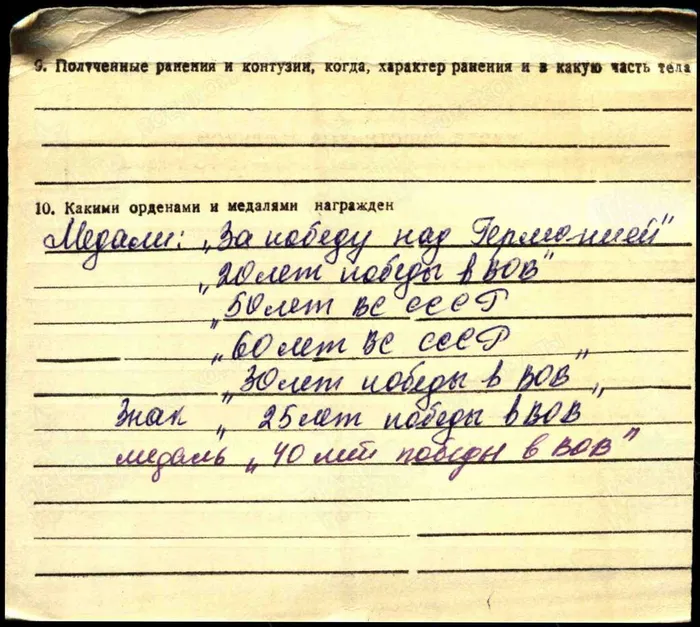 9. Полученные ранения и контузии, когда, характер ранения и в какую часть тела
10. Какими орденами и медалями награжден
Медали: „За победу над Германией"
„20 лет победы в ВОВ"
„50 лет ВС СССР
„60 лет ВС СССР
„30 лет победы в ВОВ"
Знак „25 лет победы в ВОВ"
медаль „40 лет победы в ВОВ"